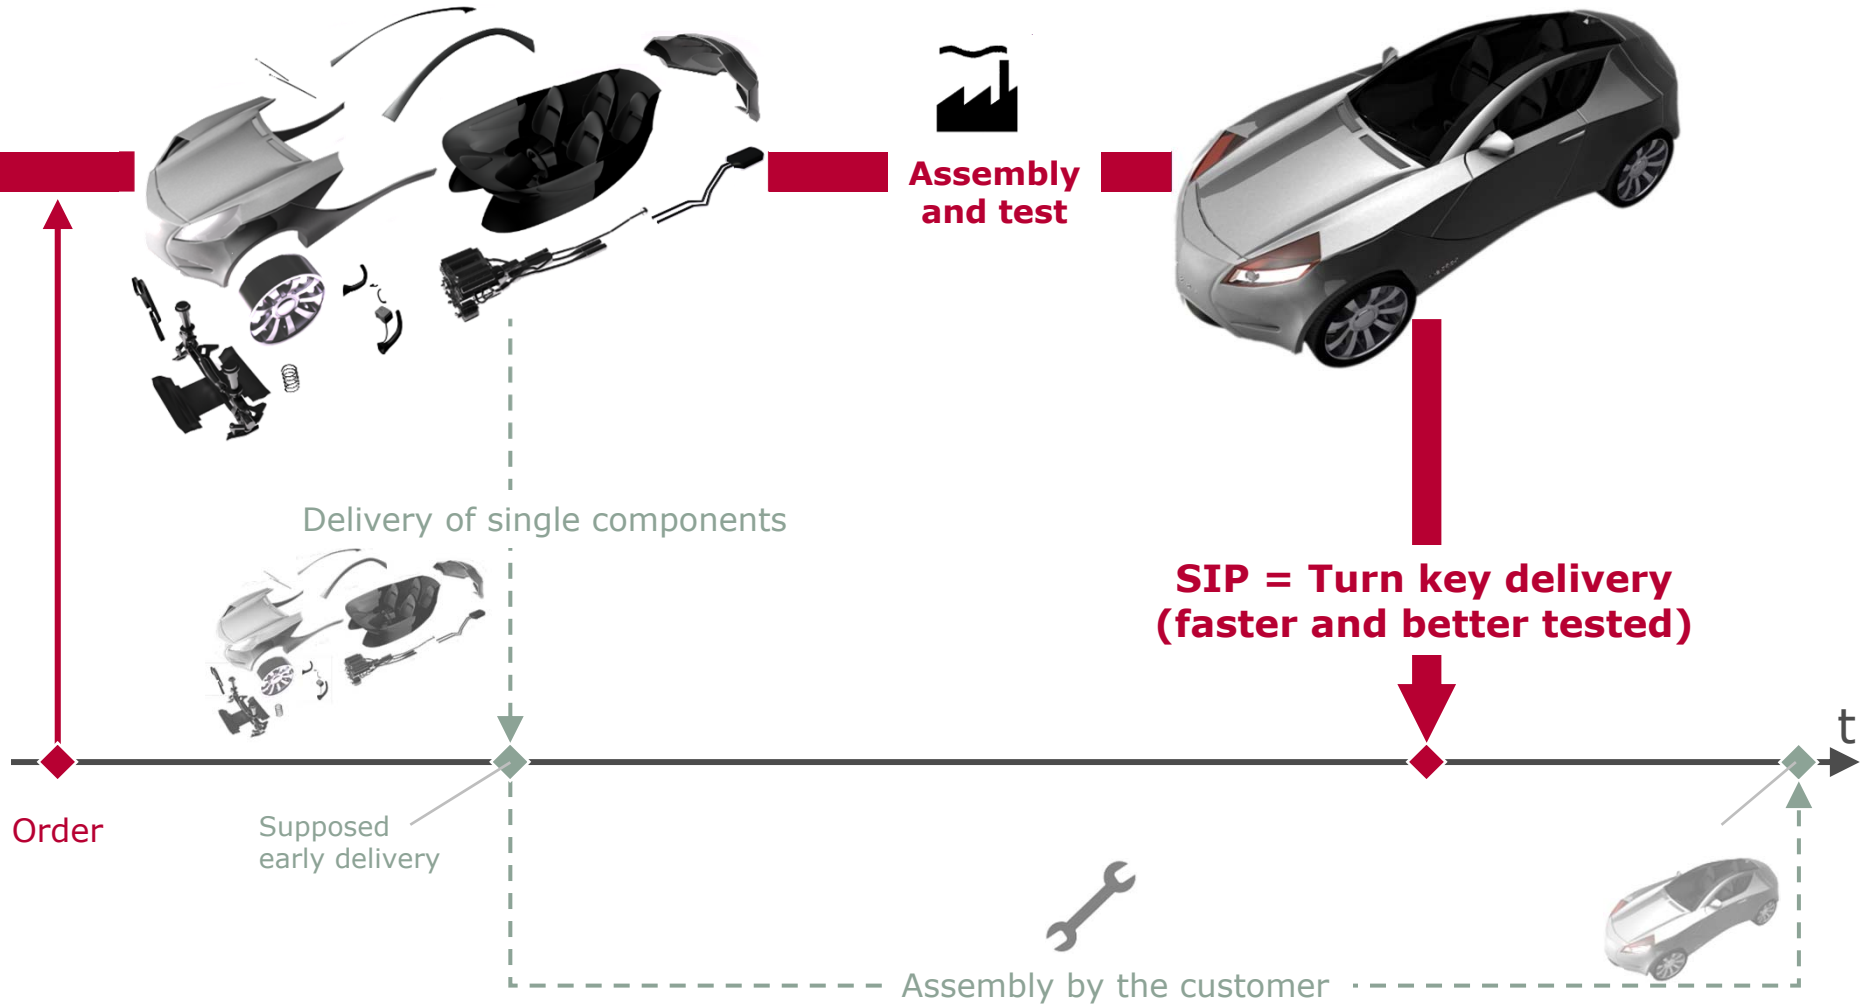 Assembly
and test
Delivery of single components
SIP = Turn key delivery
(faster and better tested)
t
Order
Supposed
early delivery
Assembly by the customer